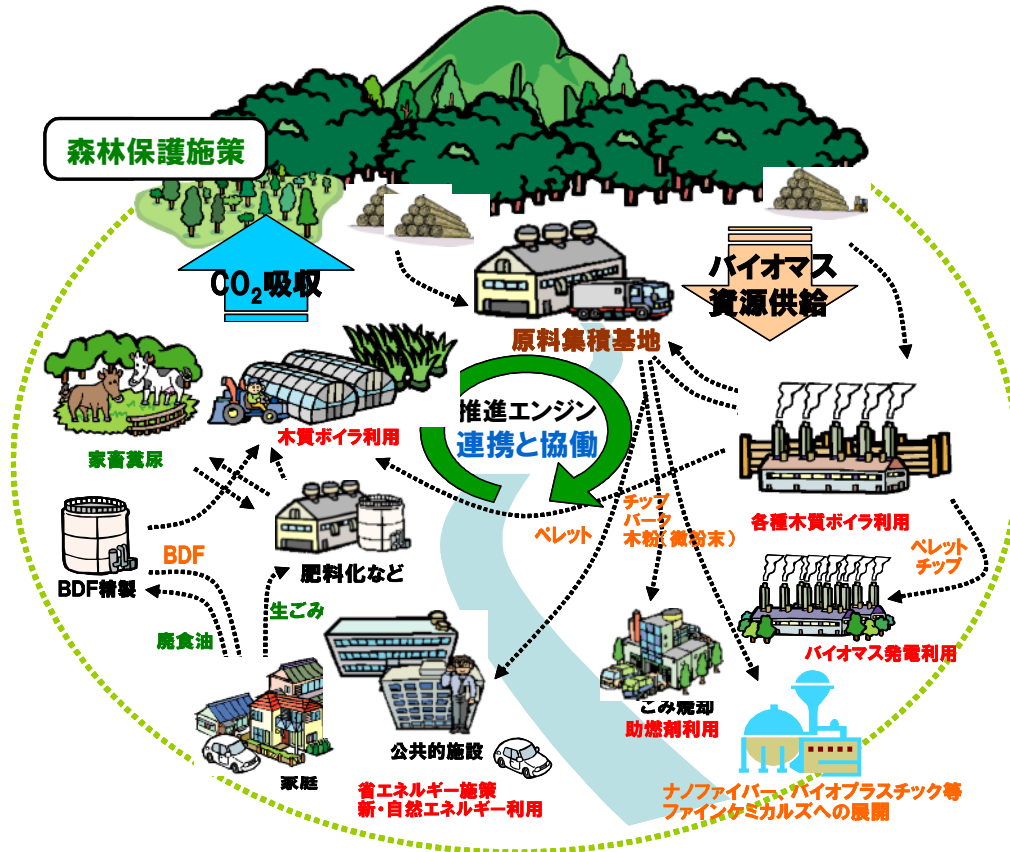 森林保護施策
CO2吸収
バイオマス
資源供給
原料集積基地
推進エンジン
連携と協働
木質ボイラ利用
家畜糞尿
チップ
バーク
木粉(微粉末)
ペレット
各種木質ボイラ利用
ペレット
チップ
BDF
BDF精製
肥料化など
生ごみ
廃食油
バイオマス発電利用
ごみ焼却
助燃剤利用
公共的施設
家庭
省エネルギー施策
新・自然エネルギー利用
ナノファイバー、バイオプラスチック等
ファインケミカルズへの展開